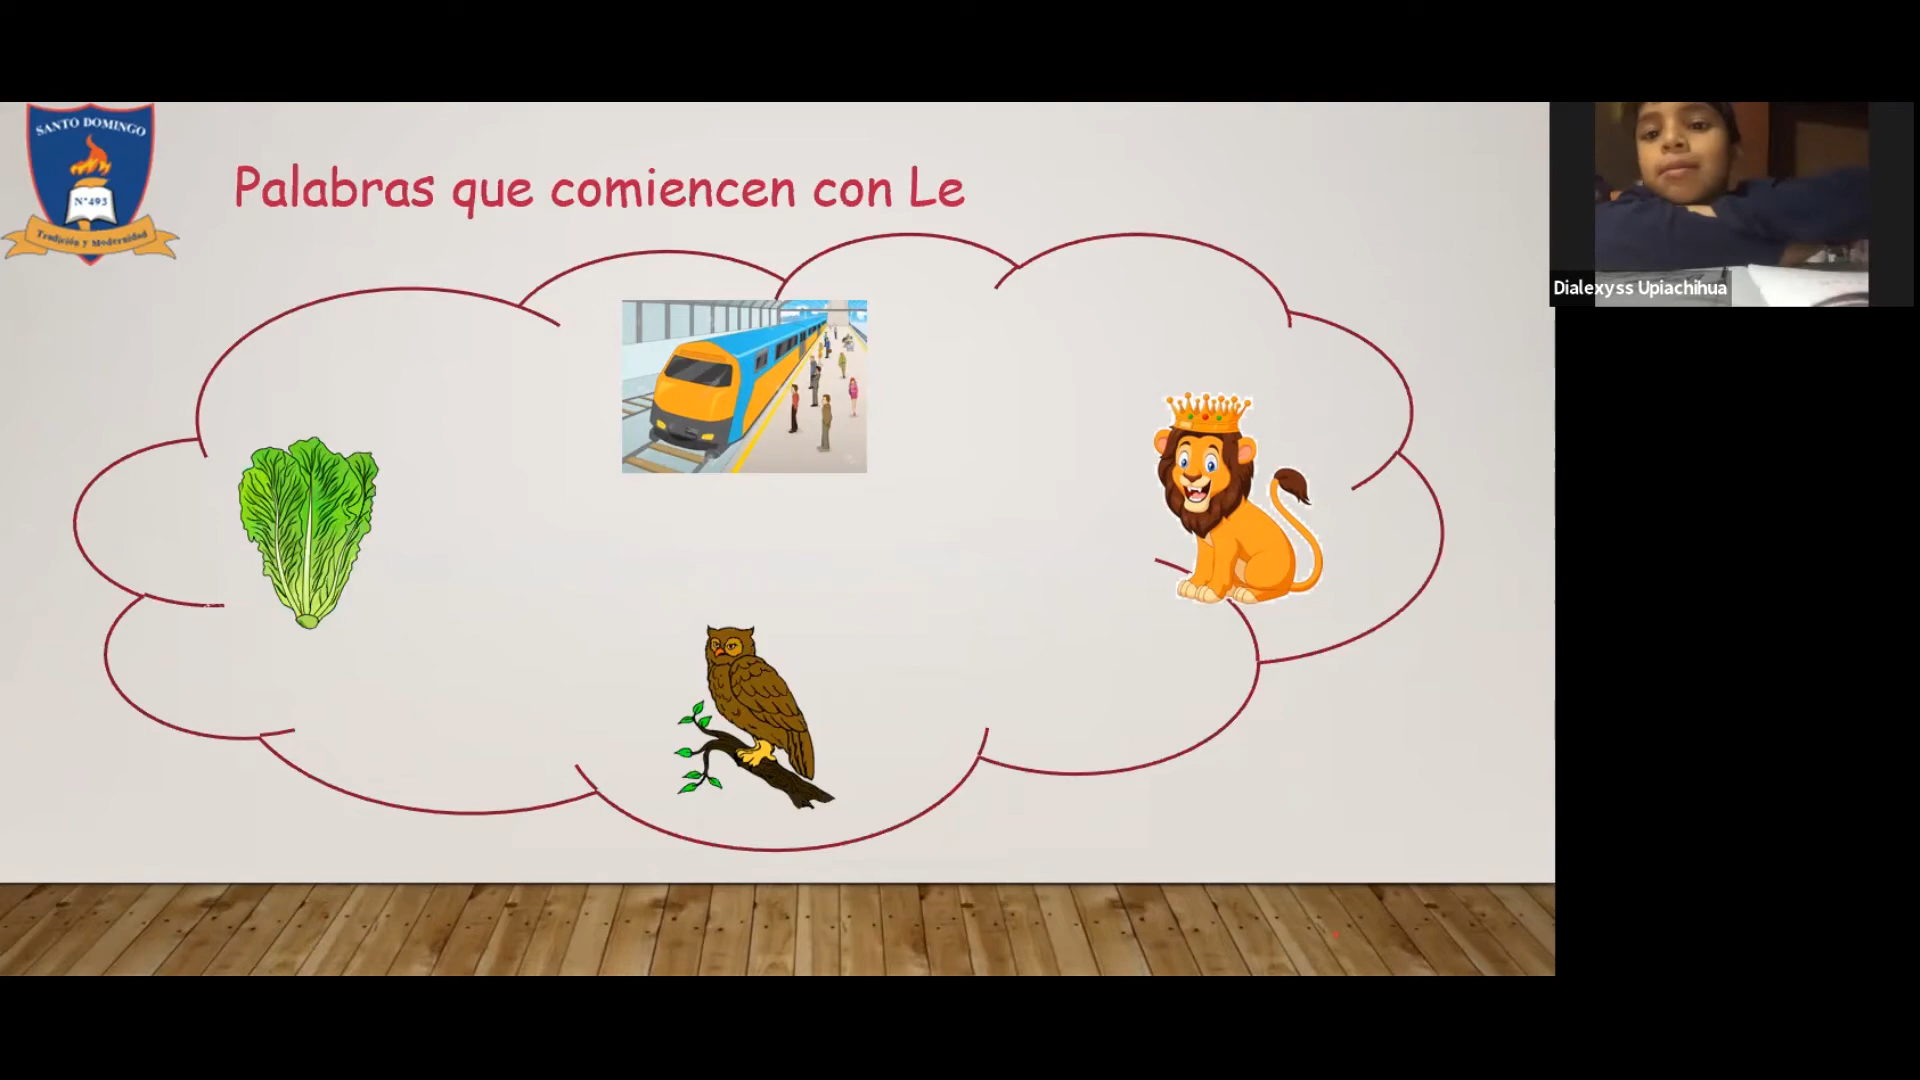 SANTO DOMINGO
N°493
Tradición y Modernidad
Palabras que comiencen con Le
Dialexyss Upiachihua